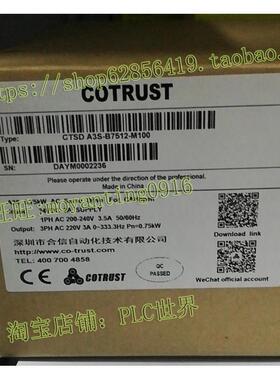 https://shop62856419.taobao.com
COTRUST
Type:
CTSD A3S-B7512-M100
SN:
DAYM0002236
Please operate under the direction of the professional.
Made in China
SUPPLY
Input: 1PH AC 200-240V 3.5A 50/60Hz
Output: 3PH AC 220V 3A 0-333.3Hz Pn=0.75kW
深圳市合信自动化技术有限公司
http://www.co-trust.com
TEL: 400 700 4858
Download link
COTRUST
QC
PASSED
WeChat official account
淘宝店铺：PLC世界